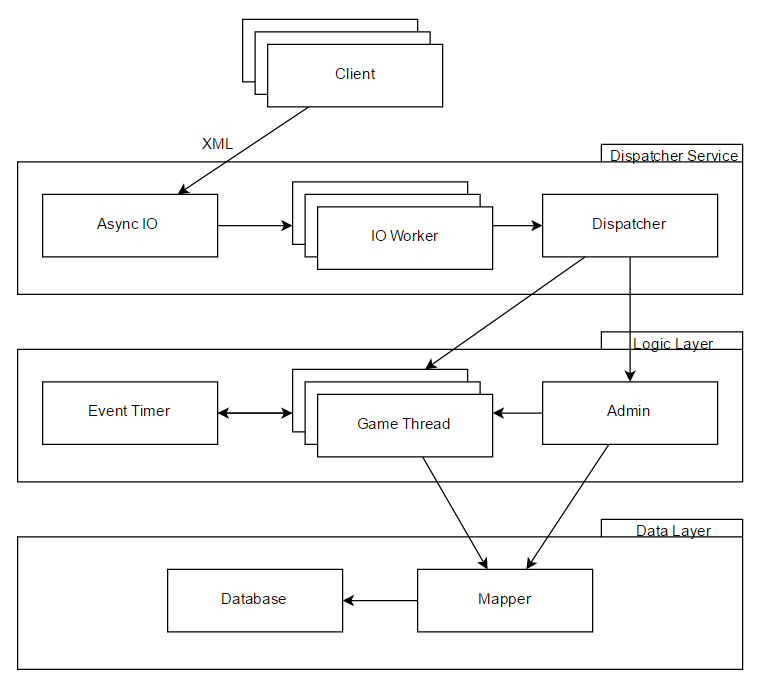 Client
XML
Dispatcher Service
Async IO
IO Worker
Dispatcher
Logic Layer
Event Timer
Game Thread
Admin
Data Layer
Database
Mapper